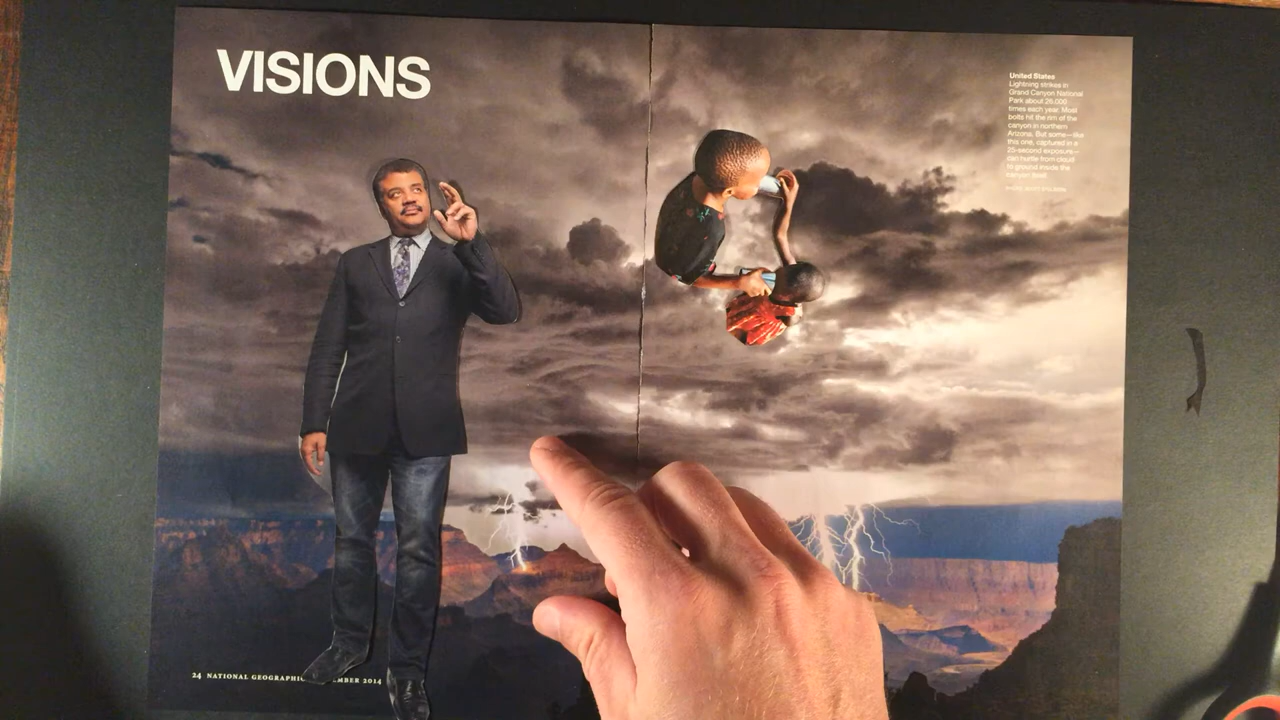 VISIONS
United States
Lightning strikes in
Grand Canyon National
Park about 26,000
times each year. Most
bolts hit the rim of the
canyon in northern
Arizona. But some—like
this one, captured in a
25-second exposure—
can hurtle from cloud
to ground inside the
canyon itself.
24 NATIONAL GEOGRAPHIC MBER 2014